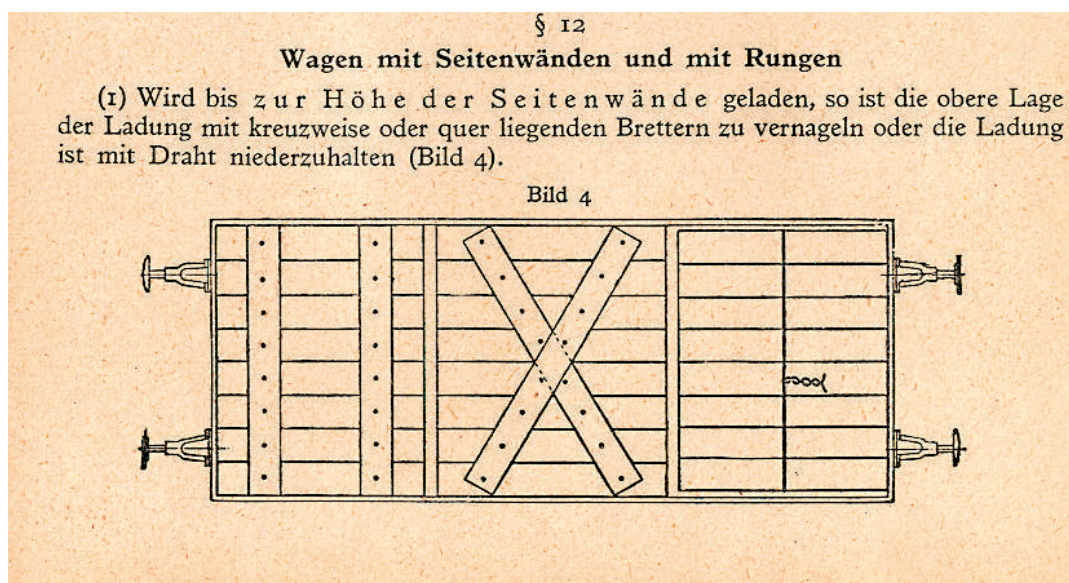 § 12
Wagen mit Seitenwänden und mit Rungen
(1) Wird bis zur Höhe der Seitenwände geladen, so ist die obere Lage
der Ladung mit kreuzweise oder quer liegenden Brettern zu vernageln oder die Ladung
ist mit Draht niederzuhalten (Bild 4).
Bild 4